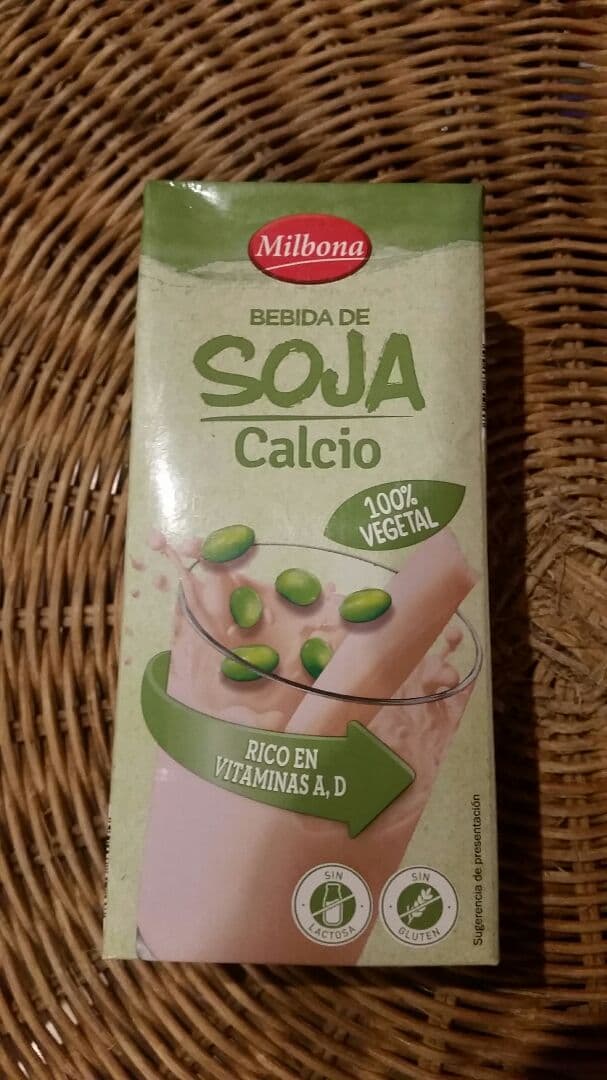 Milbona
BEBIDA DE
SOJA
Calcio
100%
VEGETAL
RICO EN
VITAMINAS A, D
SIN
LACTOSA
SIN
GLUTEN
Sugerencia de presentación